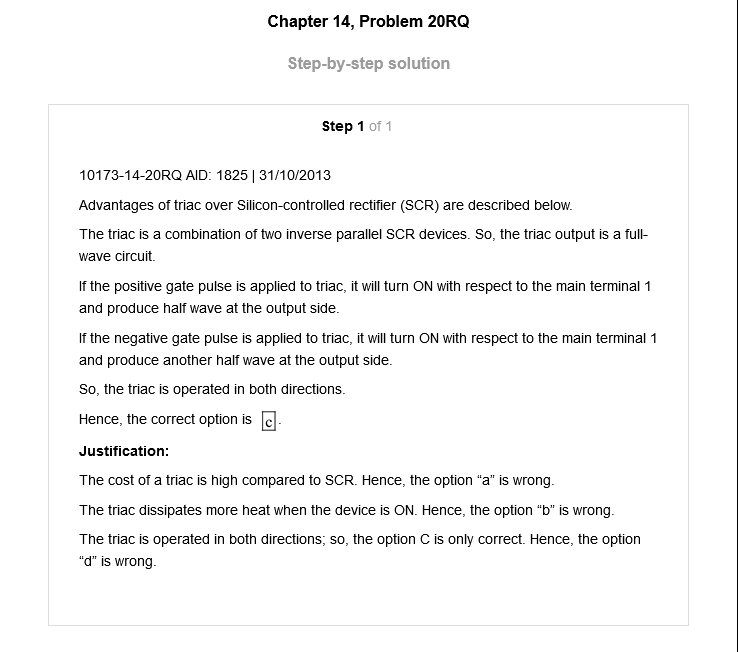 Chapter 14, Problem 20RQ
Step-by-step solution
Step 1 of 1
10173-14-20RQ AID: 1825 | 31/10/2013
Advantages of triac over Silicon-controlled rectifier (SCR) are described below.
The triac is a combination of two inverse parallel SCR devices. So, the triac output is a full-
wave circuit.
If the positive gate pulse is applied to triac, it will turn ON with respect to the main terminal 1
and produce half wave at the output side.
If the negative gate pulse is applied to triac, it will turn ON with respect to the main terminal 1
and produce another half wave at the output side.
So, the triac is operated in both directions.
Hence, the correct option is c.
Justification:
The cost of a triac is high compared to SCR. Hence, the option “a” is wrong.
The triac dissipates more heat when the device is ON. Hence, the option “b” is wrong.
The triac is operated in both directions; so, the option C is only correct. Hence, the option
“d” is wrong.